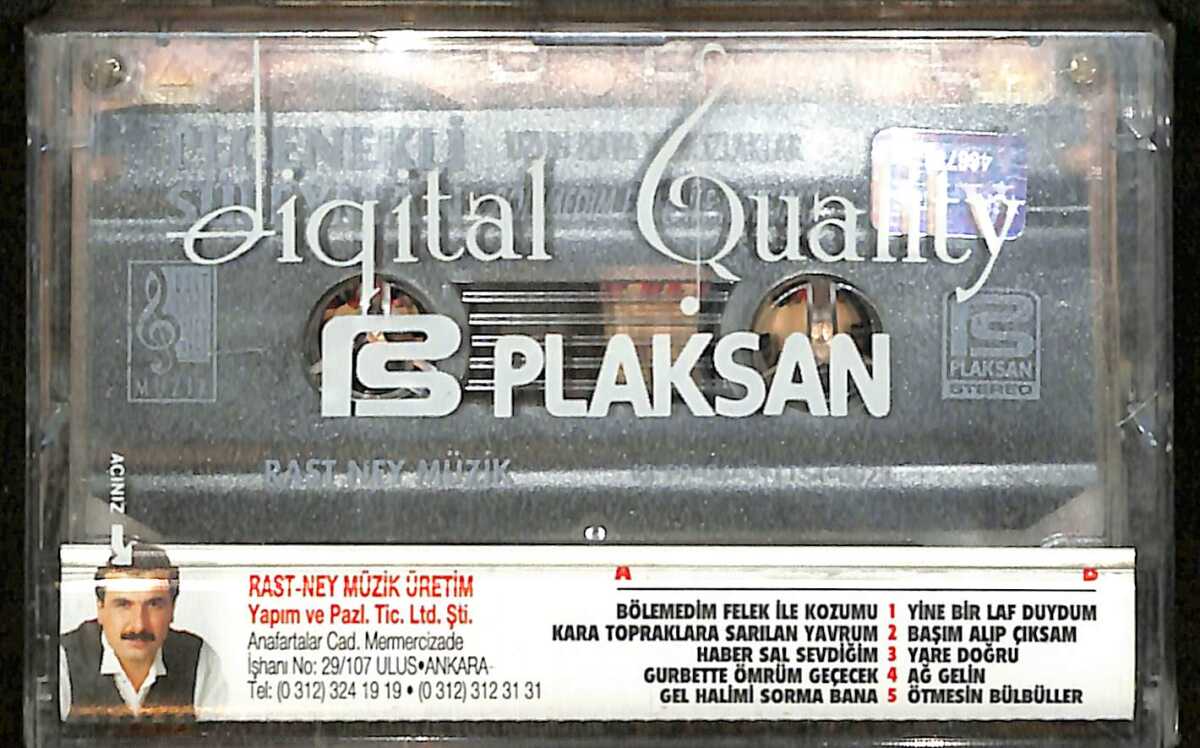 Digital Quality
PLAKSAN
MÜZİK
PLAKSAN
STEREO
RAST-NEY MÜZİK
AÇINIZ
RAST-NEY MÜZİK ÜRETİM
Yapım ve Pazl. Tic. Ltd. Şti.
Anafartalar Cad. Mermercizade
İşhanı No: 29/107 ULUS•ANKARA-
Tel: (0 312) 324 19 19 • (0 312) 312 31 31
A B
BÖLEMEDİM FELEK İLE KOZUMU 1 YİNE BİR LAF DUYDUM
KARA TOPRAKLARA SARILAN YAVRUM 2 BAŞIM ALIP ÇIKSAM
HABER SAL SEVDİĞİM 3 YARE DOĞRU
GURBETTE ÖMRÜM GEÇECEK 4 AĞ GELİN
GEL HALİMİ SORMA BANA 5 ÖTMESİN BÜLBÜLLER